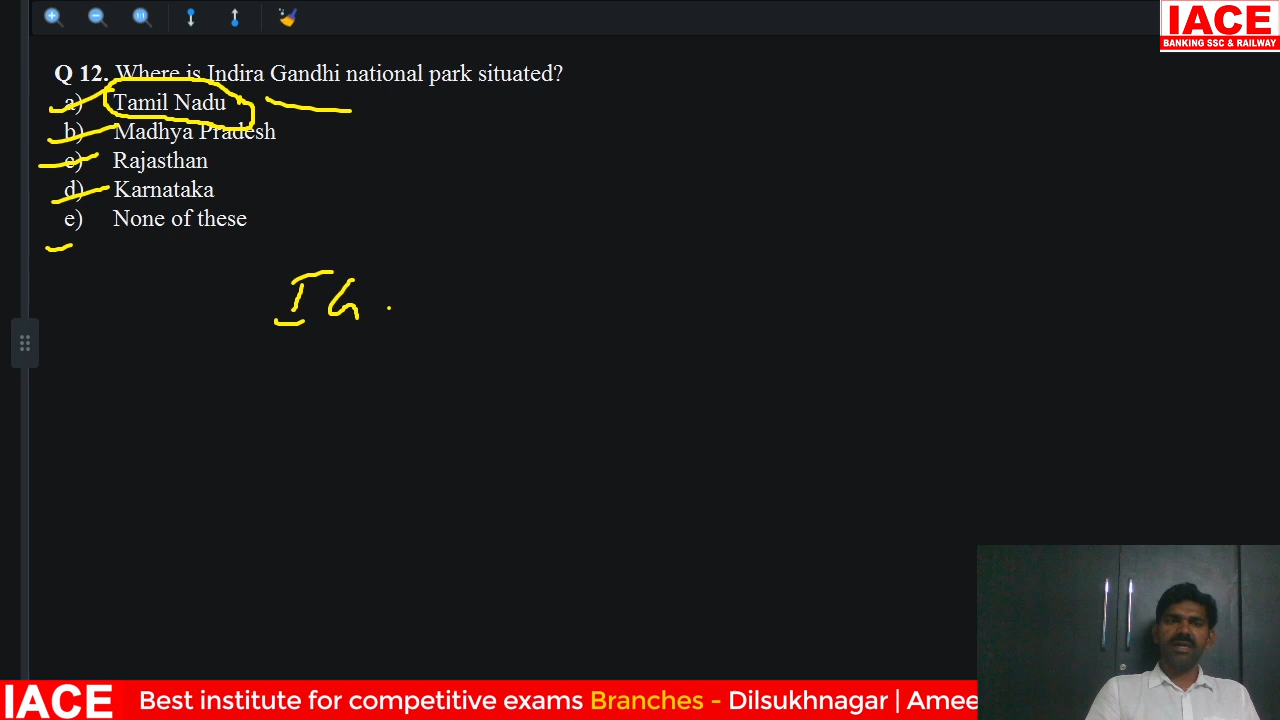 IACE
BANKING SSC & RAILWAY
Q 12. Where is Indira Gandhi national park situated?
a) Tamil Nadu
b) Madhya Pradesh
c) Rajasthan
d) Karnataka
e) None of these
I G .
IACE Best institute for competitive exams Branches - Dilsukhnagar | Amee